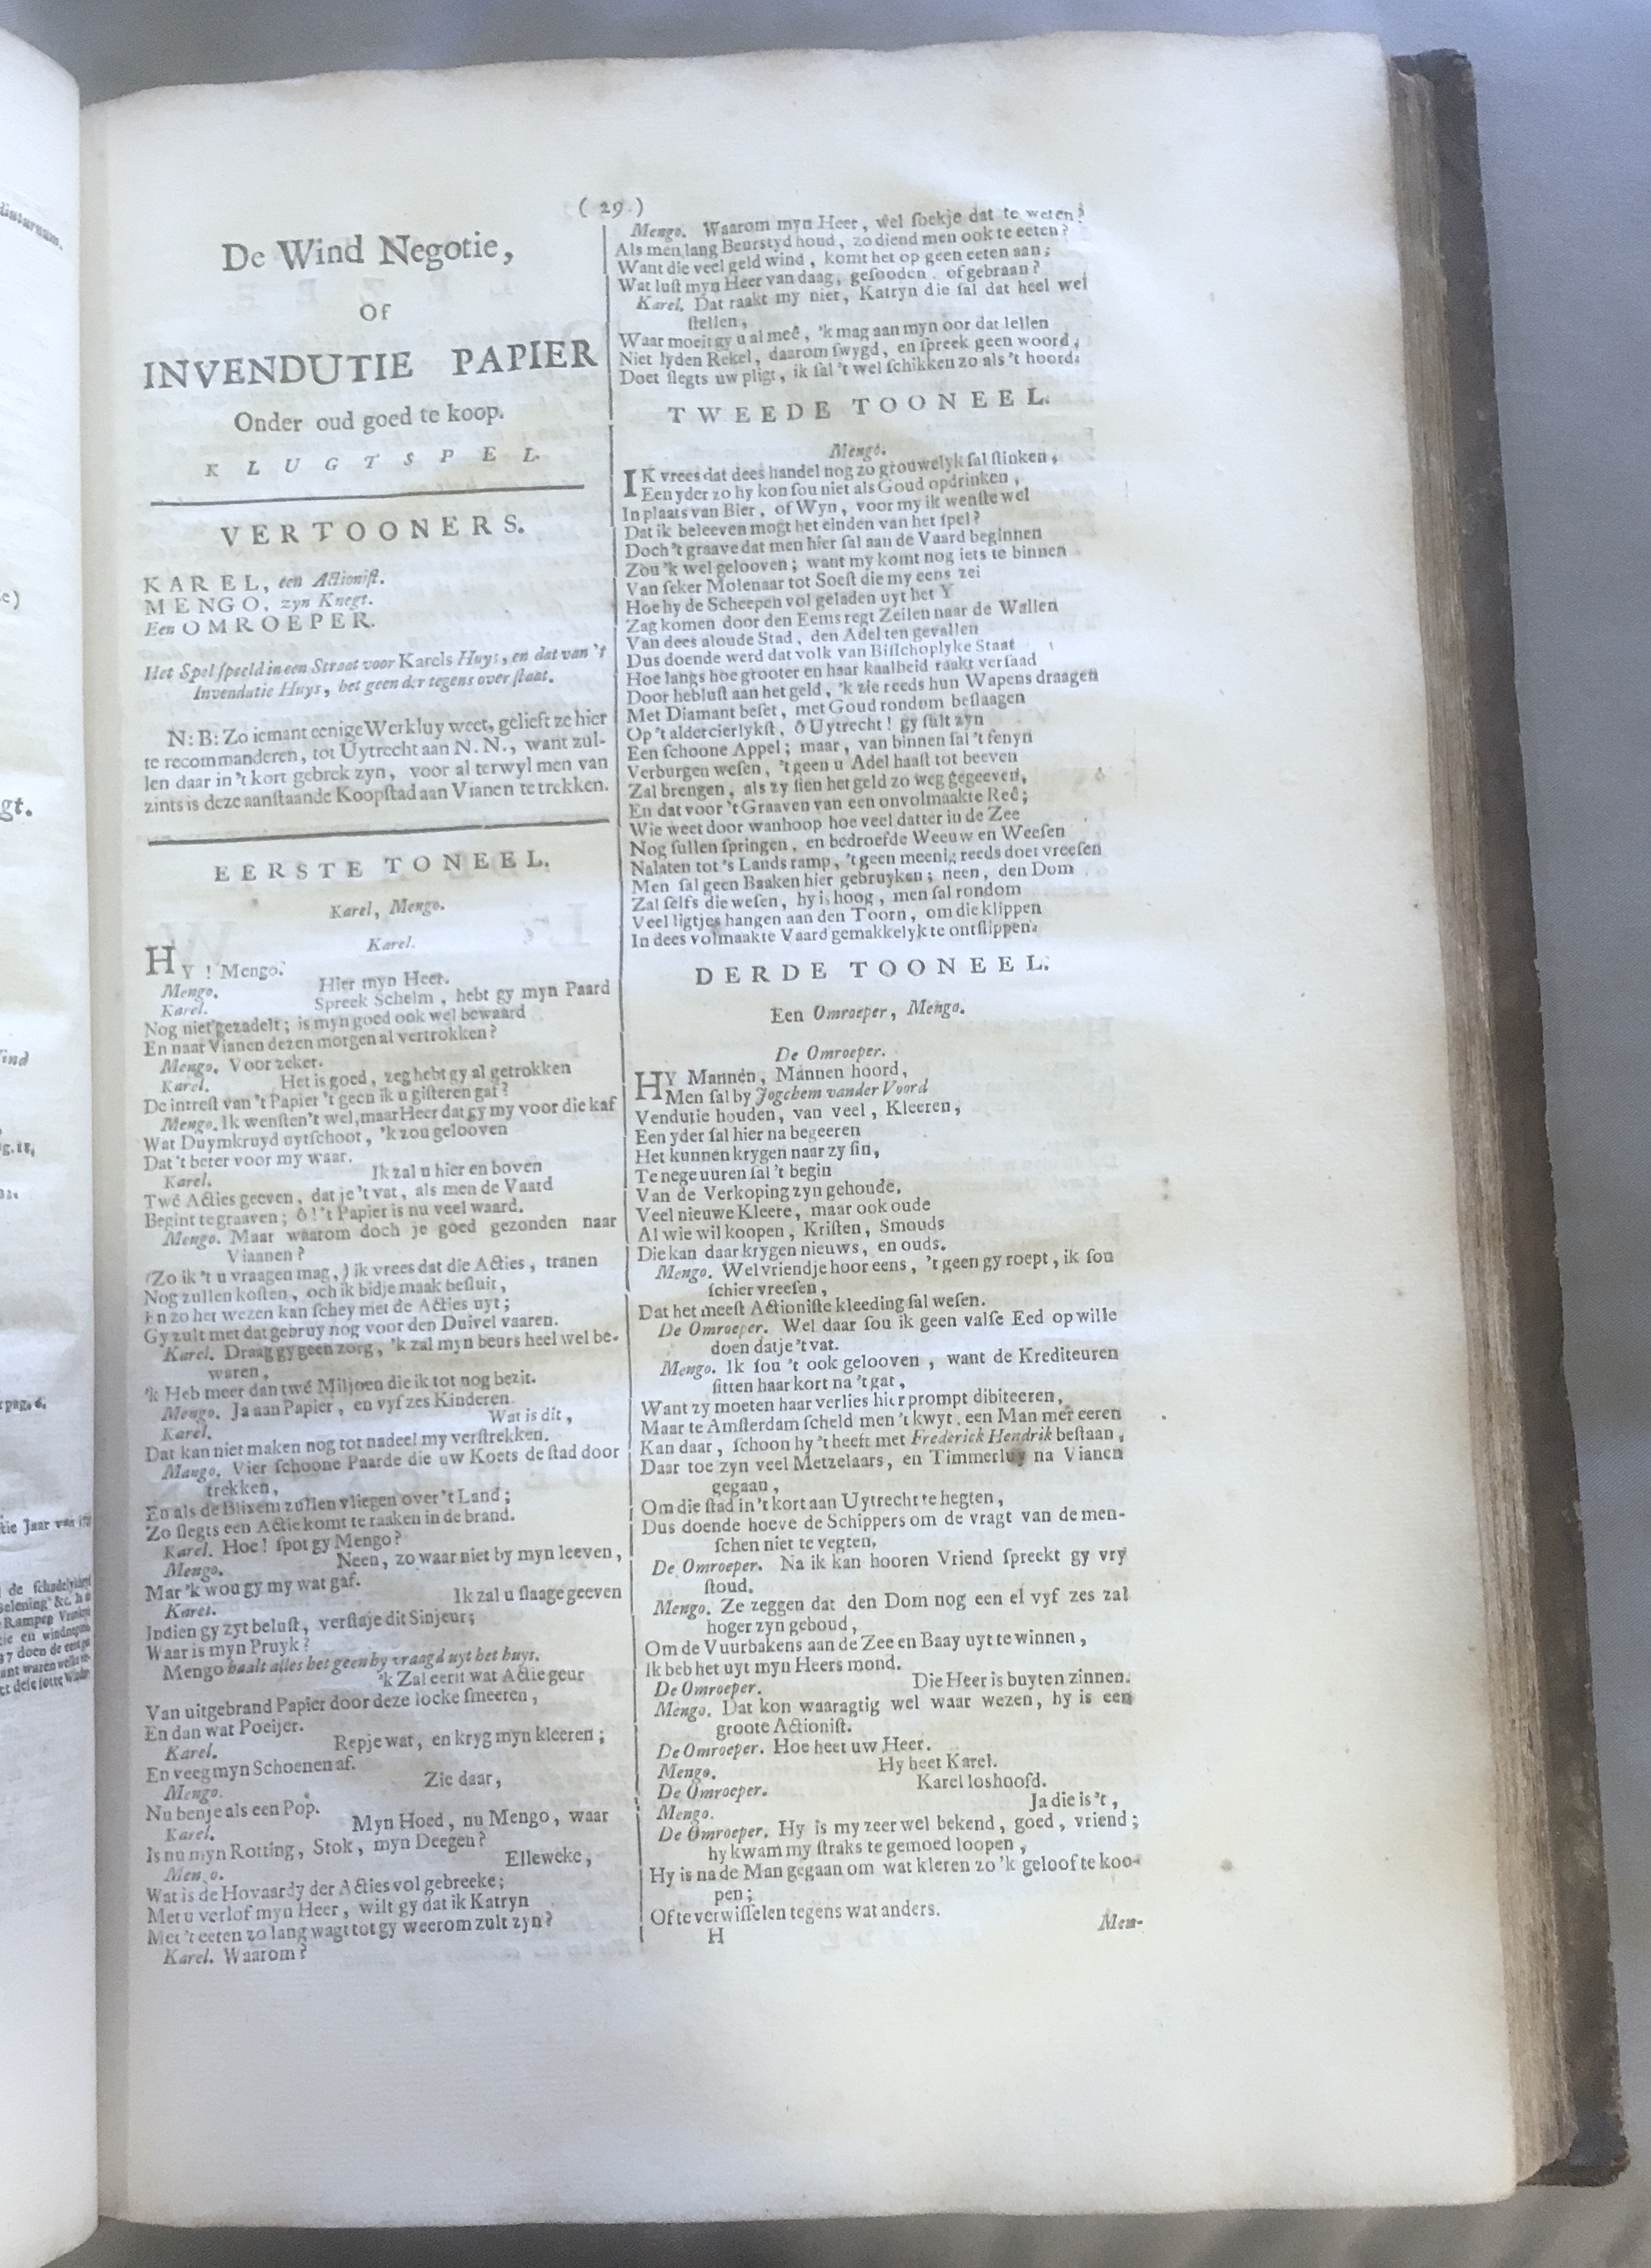 ( 29 )
De Wind Negotie,
OF
INVENDUTIE PAPIER
Onder oud goed te koop.
KLUGTSPEL.
VERTOONERS.
KAREL, een Actioniſt.
MENGO, zyn Knegt.
Een OMROEPER.
Het Spel ſpeeld in een Straat voor Karels Huys, en dat van 't
Invendutie Huys, het geen der tegens over ſtaat.
N: B: Zo iemant eenige Werkluy weet, gelieft ze hier
te recommanderen, tot Uytrecht aan N. N., want zul-
len daar in 't kort gebrek zyn, voor al terwyl men van
zints is deze aanſtaande Koopſtad aan Vianen te trekken.
EERSTE TONEEL.
Karel, Mengo.
Karel.
HY ! Mengo.
Mengo. Hier myn Heer.
Karel. Spreek Schelm, hebt gy myn Paard
Nog niet gezadelt; is myn goed ook wel bewaard
En naar Vianen dezen morgen al vertrokken?
Mengo. Voor zeker.
Karel. Het is goed, zeg hebt gy al getrokken
De intreſt van 't Papier 't geen ik u giſteren gaf?
Mengo. Ik wenſten 't wel, maar Heer dat gy my voor die kaf
Wat Duymkruyd uytſchoot, 'k zou gelooven
Dat 't beter voor my waar.
Karel. Ik zal u hier en boven
Twé Acties geeven, dat je 't vat, als men de Vaard
Begint te graaven; ô! 't Papier is nu veel waard.
Mengo. Maar waarom doch je goed gezonden naar
Viaanen?
(Zo ik 't u vraagen mag,) ik vrees dat die Acties, tranen
Nog zullen koſten, och ik bidje maak beſluit,
En zo het wezen kan ſchey met de Acties uyt;
Gy zult met dat gebruy nog voor den Duivel vaaren.
Karel. Draag gy geen zorg, 'k zal myn beurs heel wel be-
waren,
'k Heb meer dan twé Miljoen die ik tot nog bezit.
Mengo. Ja aan Papier, en vyf zes Kinderen.
Karel. Wat is dit,
Dat kan niet maken nog tot nadeel my verſtrekken.
Mango. Vier ſchoone Paarde die uw Koets de ſtad door
trekken,
En als de Blixem zullen vliegen over 't Land;
Zo ſlegts een Actie komt te raaken in de brand.
Karel. Hoe! ſpot gy Mengo?
Mengo. Neen, zo waar niet by myn leeven,
Mar 'k wou gy my wat gaf.
Karel. Ik zal u ſlaage geeven
Indien gy zyt beluſt, verſtaje dit Sinjeur;
Waar is myn Pruyk?
Mengo haalt alles het geen hy vraagd uyt het huys.
'k Zal eerst wat Actie geur
Van uitgebrand Papier door deze locke ſmeeren,
En dan wat Poeijer.
Karel. Repje wat, en kryg myn kleeren;
En veeg myn Schoenen af.
Mengo. Zie daar,
Nu benje als een Pop.
Karel. Myn Hoed, nu Mengo, waar
Is nu myn Rotting, Stok, myn Deegen?
Mengo. Elleweke,
Wat is de Hovaardy der Acties vol gebreeke;
Met u verlof myn Heer, wilt gy dat ik Katryn
Met 't eeten zo lang wagt tot gy weerom zult zyn?
Karel. Waarom?
Mengo. Waarom myn Heer, wel ſoekje dat te weten?
Als men lang Beurstyd houd, zo diend men ook te eeten?
Want die veel geld wind, komt het op geen eeten aan;
Wat luſt myn Heer van daag, geſooden, of gebraan?
Karel. Dat raakt my niet, Katryn die ſal dat heel wel
ſtellen,
Waar moeit gy u al meê, 'k mag aan myn oor dat lellen
Niet lyden Rekel, daarom ſwygd, en ſpreek geen woord,
Doet ſlegts uw pligt, ik ſal 't wel ſchikken zo als 't hoord.
TWEEDE TOONEEL.
Mengo.
IK vrees dat dees handel nog zo grouwelyk ſal ſtinken,
Een yder zo hy kon ſou niet als Goud opdrinken,
In plaats van Bier, of Wyn, voor my ik wenſte wel
Dat ik beleeven mogt het einden van het ſpel?
Doch 't graave dat men hier ſal aan de Vaard beginnen
Zou 'k wel gelooven; want my komt nog iets te binnen
Van ſeker Molenaar tot Soeſt die my eens zei
Hoe hy de Scheepen vol geladen uyt het Y
Zag komen door den Eems regt Zeilen naar de Wallen
Van dees aloude Stad, den Adel ten gevallen
Dus doende werd dat volk van Biſſchoplyke Staat
Hoe langs hoe grooter en haar kaalheid raakt verſaad
Door hebluſt aan het geld, 'k zie reeds hun Wapens draagen
Met Diamant beſet, met Goud rondom beſlaagen
Op 't aldercierlykſt, ô Uytrecht! gy ſult zyn
Een ſchoone Appel; maar, van binnen ſal 't fenyn
Verburgen weſen, 't geen u Adel haaſt tot beeven
Zal brengen, als zy ſien het geld zo weg gegeeven,
En dat voor 't Graaven van een onvolmaakte Reê;
Wie weet door wanhoop hoe veel datter in de Zee
Nog ſullen ſpringen, en bedroefde Weeuw en Weeſen
Nalaten tot 's Lands ramp, 't geen meenig reeds doet vreeſen
Men ſal geen Baaken hier gebruyken; neen, den Dom
Zal ſelfs die weſen, hy is hoog, men ſal rondom
Veel ligtjes hangen aan den Toorn, om die klippen
In dees volmaakte Vaard gemakkelyk te ontſlippen.
DERDE TOONEEL.
Een Omroeper, Mengo.
De Omroeper.
HY Mannen, Mannen hoord,
Men ſal by Jogchem vander Voord
Vendutie houden, van veel, Kleeren,
Een yder ſal hier na begeeren
Het kunnen krygen naar zy ſin,
Te nege uuren ſal 't begin
Van de Verkoping zyn gehoude,
Veel nieuwe Kleere, maar ook oude
Al wie wil koopen, Kriſten, Smouds
Die kan daar krygen nieuws, en ouds.
Mengo. Wel vriendje hoor eens, 't geen gy roept, ik ſou
ſchier vreeſen,
Dat het meeſt Actioniſte kleeding ſal weſen.
De Omroeper. Wel daar ſou ik geen valſe Eed op wille
doen datje 't vat.
Mengo. Ik ſou 't ook gelooven, want de Krediteuren
ſitten haar kort na 't gat,
Want zy moeten haar verlies hier prompt dibiteeren,
Maar te Amſterdam ſcheld men 't kwyt, een Man met eeren
Kan daar, ſchoon hy 't heeft met Frederick Hendrik beſtaan,
Daar toe zyn veel Metzelaars, en Timmerluy na Vianen
gegaan,
Om die ſtad in 't kort aan Uytrecht te hegten,
Dus doende hoeve de Schippers om de vragt van de men-
ſchen niet te vegten,
De Omroeper. Na ik kan hooren Vriend ſpreekt gy vry
ſtoud.
Mengo. Ze zeggen dat den Dom nog een el vyf zes zal
hoger zyn geboud,
Om de Vuurbakens aan de Zee en Baay uyt te winnen,
Ik heb het uyt myn Heers mond.
De Omroeper. Die Heer is buyten zinnen.
Mengo. Dat kon waaragtig wel waar wezen, hy is een
groote Actioniſt.
De Omroeper. Hoe heet uw Heer.
Mengo. Hy heet Karel.
De Omroeper. Karel loshoofd.
Mengo. Ja die is 't,
De Omroeper. Hy is my zeer wel bekend, goed, vriend;
hy kwam my ſtraks te gemoed loopen,
Hy is na de Man gegaan om wat kleren zo 'k geloof te koo-
pen;
Of te verwiſſelen tegens wat anders.
H
Men-